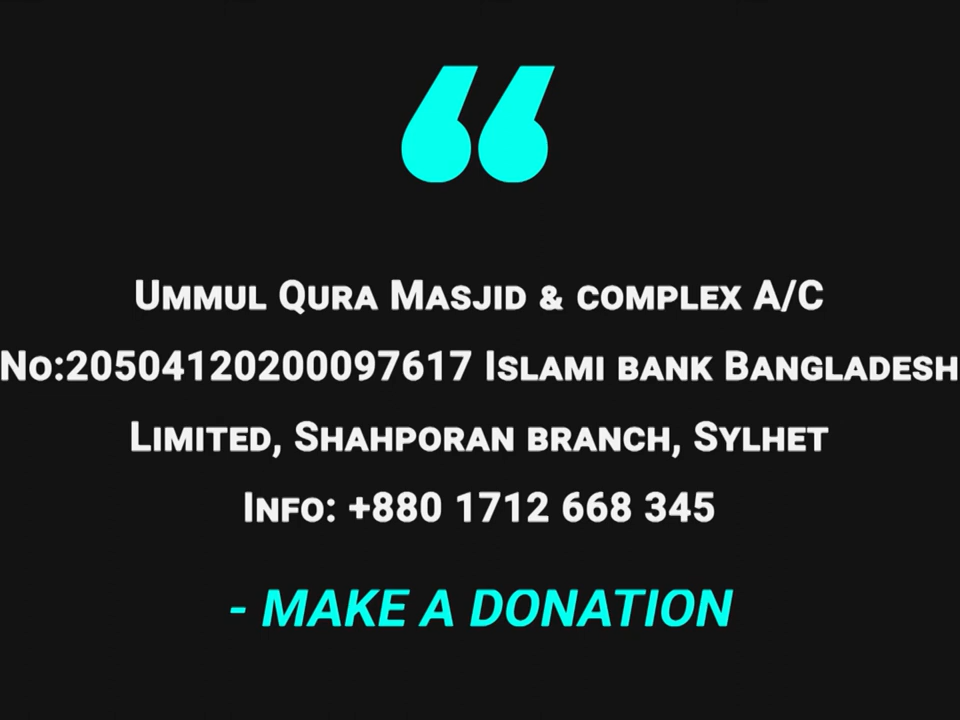 “
Ummul Qura Masjid & complex A/C
No:20504120200097617 Islami bank Bangladesh
Limited, Shahporan branch, Sylhet
Info: +880 1712 668 345
- MAKE A DONATION